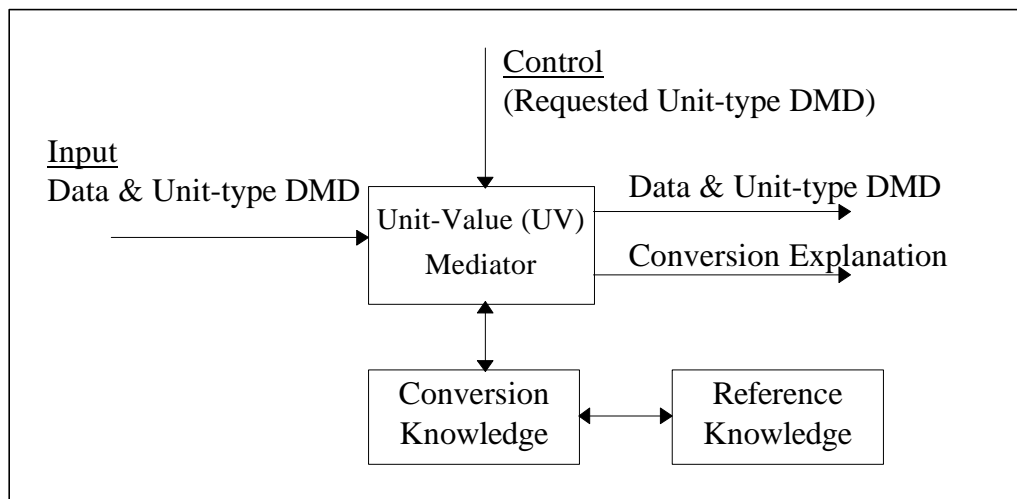 Control
(Requested Unit-type DMD)
Input
Data & Unit-type DMD
Unit-Value (UV)
Mediator
Data & Unit-type DMD
Conversion Explanation
Conversion
Knowledge
Reference
Knowledge